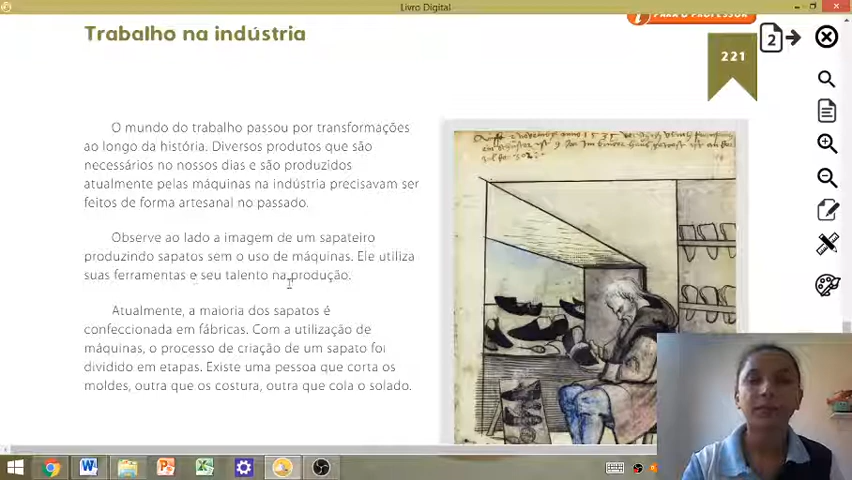 Livro Digital
PARA O PROFESSOR
Trabalho na indústria
2
221
O mundo do trabalho passou por transformações
ao longo da história. Diversos produtos que são
necessários no nossos dias e são produzidos
atualmente pelas máquinas na indústria precisavam ser
feitos de forma artesanal no passado.
Observe ao lado a imagem de um sapateiro
produzindo sapatos sem o uso de máquinas. Ele utiliza
suas ferramentas e seu talento na produção.
Atualmente, a maioria dos sapatos é
confeccionada em fábricas. Com a utilização de
máquinas, o processo de criação de um sapato foi
dividido em etapas. Existe uma pessoa que corta os
moldes, outra que os costura, outra que cola o solado.